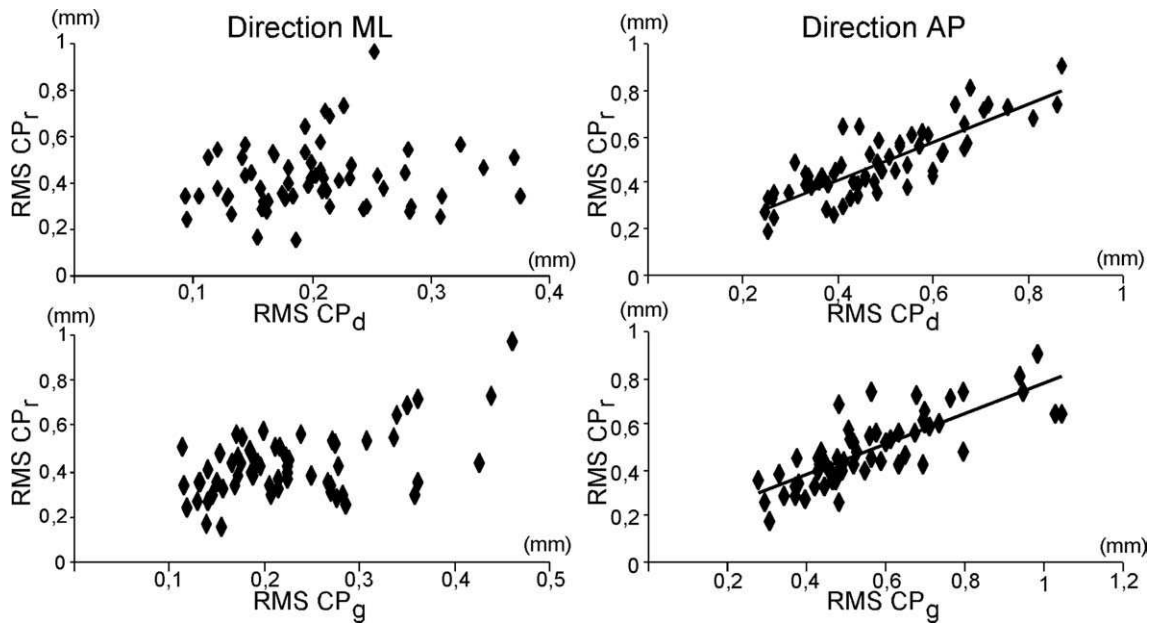 Direction ML
(mm)
RMS CPr
1
0,8
0,6
0,4
0,2
0
0,1
0,2
0,3
0,4
(mm)
RMS CPd
Direction AP
(mm)
RMS CPr
1
0,8
0,6
0,4
0,2
0
0,2
0,4
0,6
0,8
1
(mm)
RMS CPd
(mm)
RMS CPr
1
0,8
0,6
0,4
0,2
0
0,1
0,2
0,3
0,4
0,5
(mm)
RMS CPg
(mm)
RMS CPr
1
0,8
0,6
0,4
0,2
0
0,2
0,4
0,6
0,8
1
1,2
(mm)
RMS CPg